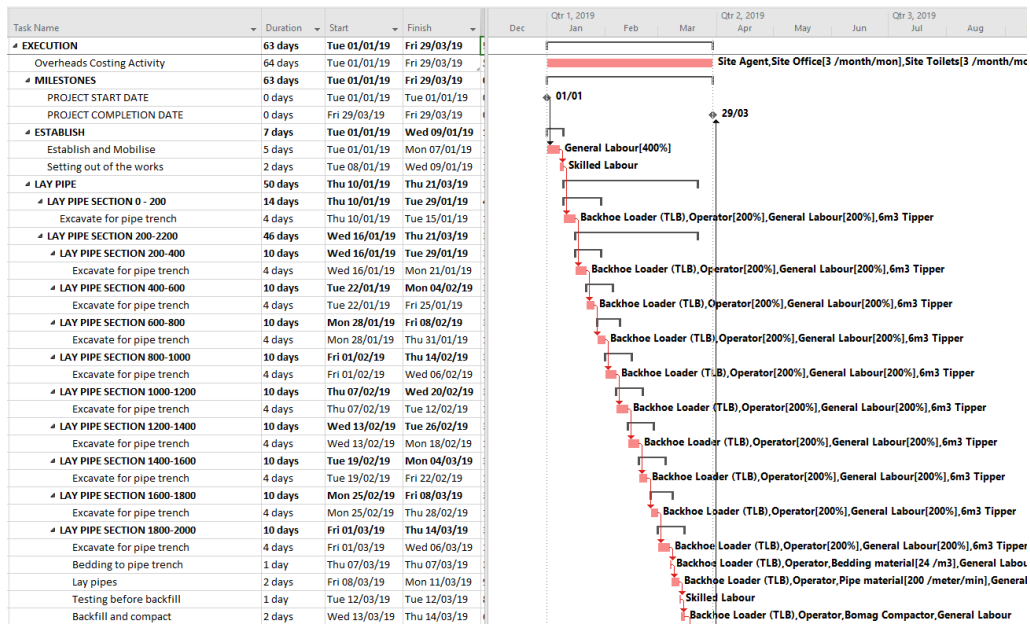 Qtr 1, 2019 Qtr 2, 2019 Qtr 3, 2019
Task Name Duration Start Finish Dec Jan Feb Mar Apr May Jun Jul Aug
EXECUTION 63 days Tue 01/01/19 Fri 29/03/19
Overheads Costing Activity 64 days Tue 01/01/19 Fri 29/03/19 Site Agent,Site Office[3 /month/mon],Site Toilets[3 /month/mo
MILESTONES 63 days Tue 01/01/19 Fri 29/03/19
PROJECT START DATE 0 days Tue 01/01/19 Tue 01/01/19 01/01
PROJECT COMPLETION DATE 0 days Fri 29/03/19 Fri 29/03/19 29/03
ESTABLISH 7 days Tue 01/01/19 Wed 09/01/19
Establish and Mobilise 5 days Tue 01/01/19 Mon 07/01/19 General Labour[400%]
Setting out of the works 2 days Tue 08/01/19 Wed 09/01/19 Skilled Labour
LAY PIPE 50 days Thu 10/01/19 Thu 21/03/19
LAY PIPE SECTION 0 - 200 14 days Thu 10/01/19 Tue 29/01/19
Excavate for pipe trench 4 days Thu 10/01/19 Tue 15/01/19 Backhoe Loader (TLB),Operator[200%],General Labour[200%],6m3 Tipper
LAY PIPE SECTION 200-2200 46 days Wed 16/01/19 Thu 21/03/19
LAY PIPE SECTION 200-400 10 days Wed 16/01/19 Tue 29/01/19
Excavate for pipe trench 4 days Wed 16/01/19 Mon 21/01/19 Backhoe Loader (TLB),Operator[200%],General Labour[200%],6m3 Tipper
LAY PIPE SECTION 400-600 10 days Tue 22/01/19 Mon 04/02/19
Excavate for pipe trench 4 days Tue 22/01/19 Fri 25/01/19 Backhoe Loader (TLB),Operator[200%],General Labour[200%],6m3 Tipper
LAY PIPE SECTION 600-800 10 days Mon 28/01/19 Fri 08/02/19
Excavate for pipe trench 4 days Mon 28/01/19 Thu 31/01/19 Backhoe Loader (TLB),Operator[200%],General Labour[200%],6m3 Tipper
LAY PIPE SECTION 800-1000 10 days Fri 01/02/19 Thu 14/02/19
Excavate for pipe trench 4 days Fri 01/02/19 Wed 06/02/19 Backhoe Loader (TLB),Operator[200%],General Labour[200%],6m3 Tipper
LAY PIPE SECTION 1000-1200 10 days Thu 07/02/19 Wed 20/02/19
Excavate for pipe trench 4 days Thu 07/02/19 Tue 12/02/19 Backhoe Loader (TLB),Operator[200%],General Labour[200%],6m3 Tipper
LAY PIPE SECTION 1200-1400 10 days Wed 13/02/19 Tue 26/02/19
Excavate for pipe trench 4 days Wed 13/02/19 Mon 18/02/19 Backhoe Loader (TLB),Operator[200%],General Labour[200%],6m3 Tipper
LAY PIPE SECTION 1400-1600 10 days Tue 19/02/19 Mon 04/03/19
Excavate for pipe trench 4 days Tue 19/02/19 Fri 22/02/19 Backhoe Loader (TLB),Operator[200%],General Labour[200%],6m3 Tipper
LAY PIPE SECTION 1600-1800 10 days Mon 25/02/19 Fri 08/03/19
Excavate for pipe trench 4 days Mon 25/02/19 Thu 28/02/19 Backhoe Loader (TLB),Operator[200%],General Labour[200%],6m3 Tipper
LAY PIPE SECTION 1800-2000 10 days Fri 01/03/19 Thu 14/03/19
Excavate for pipe trench 4 days Fri 01/03/19 Wed 06/03/19 Backhoe Loader (TLB),Operator[200%],General Labour[200%],6m3 Tipper
Bedding to pipe trench 1 day Thu 07/03/19 Thu 07/03/19 Backhoe Loader (TLB),Operator,Bedding material[24 /m3],General Labou
Lay pipes 2 days Fri 08/03/19 Mon 11/03/19 Backhoe Loader (TLB),Operator,Pipe material[200 /meter/min],General
Testing before backfill 1 day Tue 12/03/19 Tue 12/03/19 Skilled Labour
Backfill and compact 2 days Wed 13/03/19 Thu 14/03/19 Backhoe Loader (TLB),Operator,Bomag Compactor,General Labour